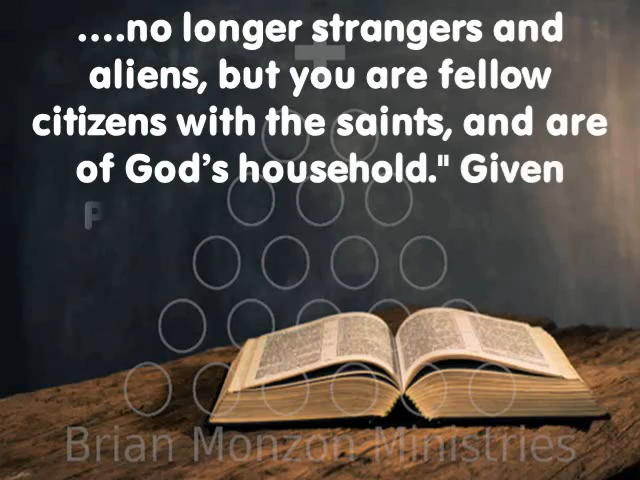 ....no longer strangers and
aliens, but you are fellow
citizens with the saints, and are
of God’s household." Given
P
Brian Monzon Ministries